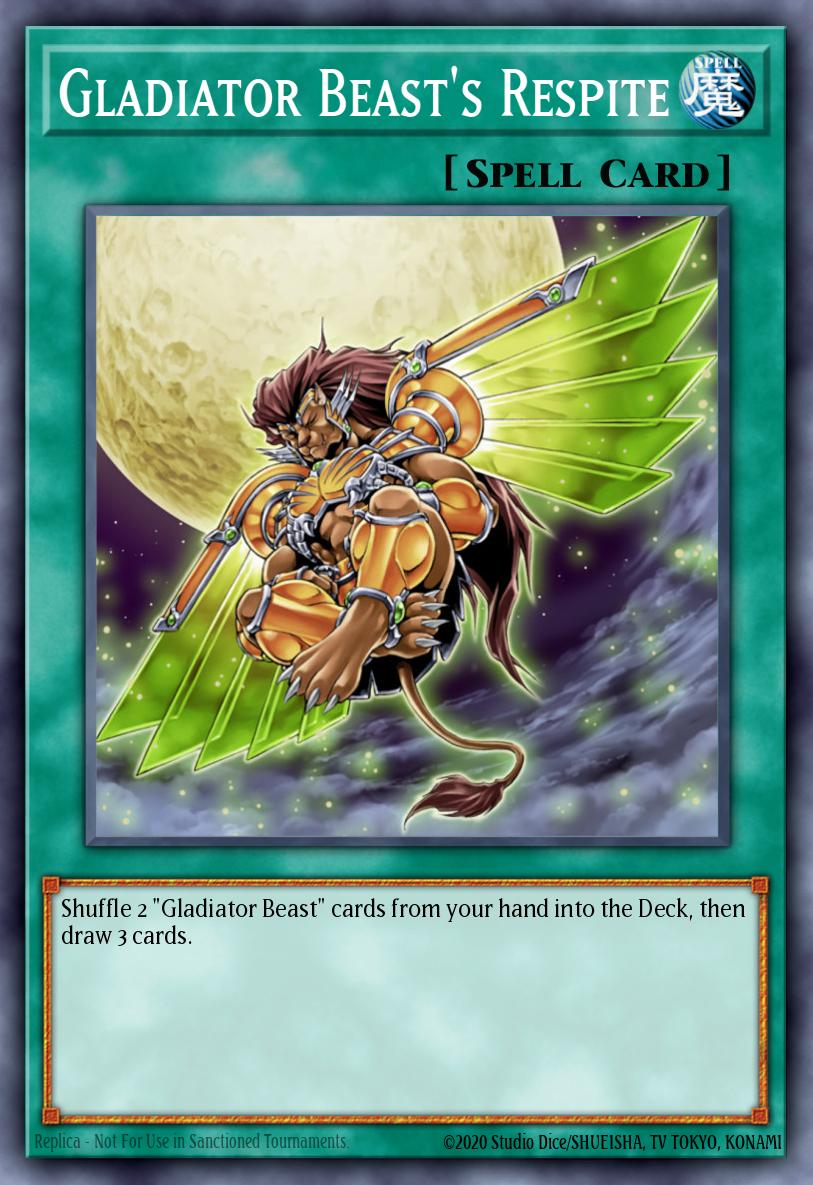 Gladiator Beast's Respite
SPELL
魔
[ Spell Card ]
Shuffle 2 "Gladiator Beast" cards from your hand into the Deck, then
draw 3 cards.
Replica - Not For Use in Sanctioned Tournaments.
©2020 Studio Dice/SHUEISHA, TV TOKYO, KONAMI